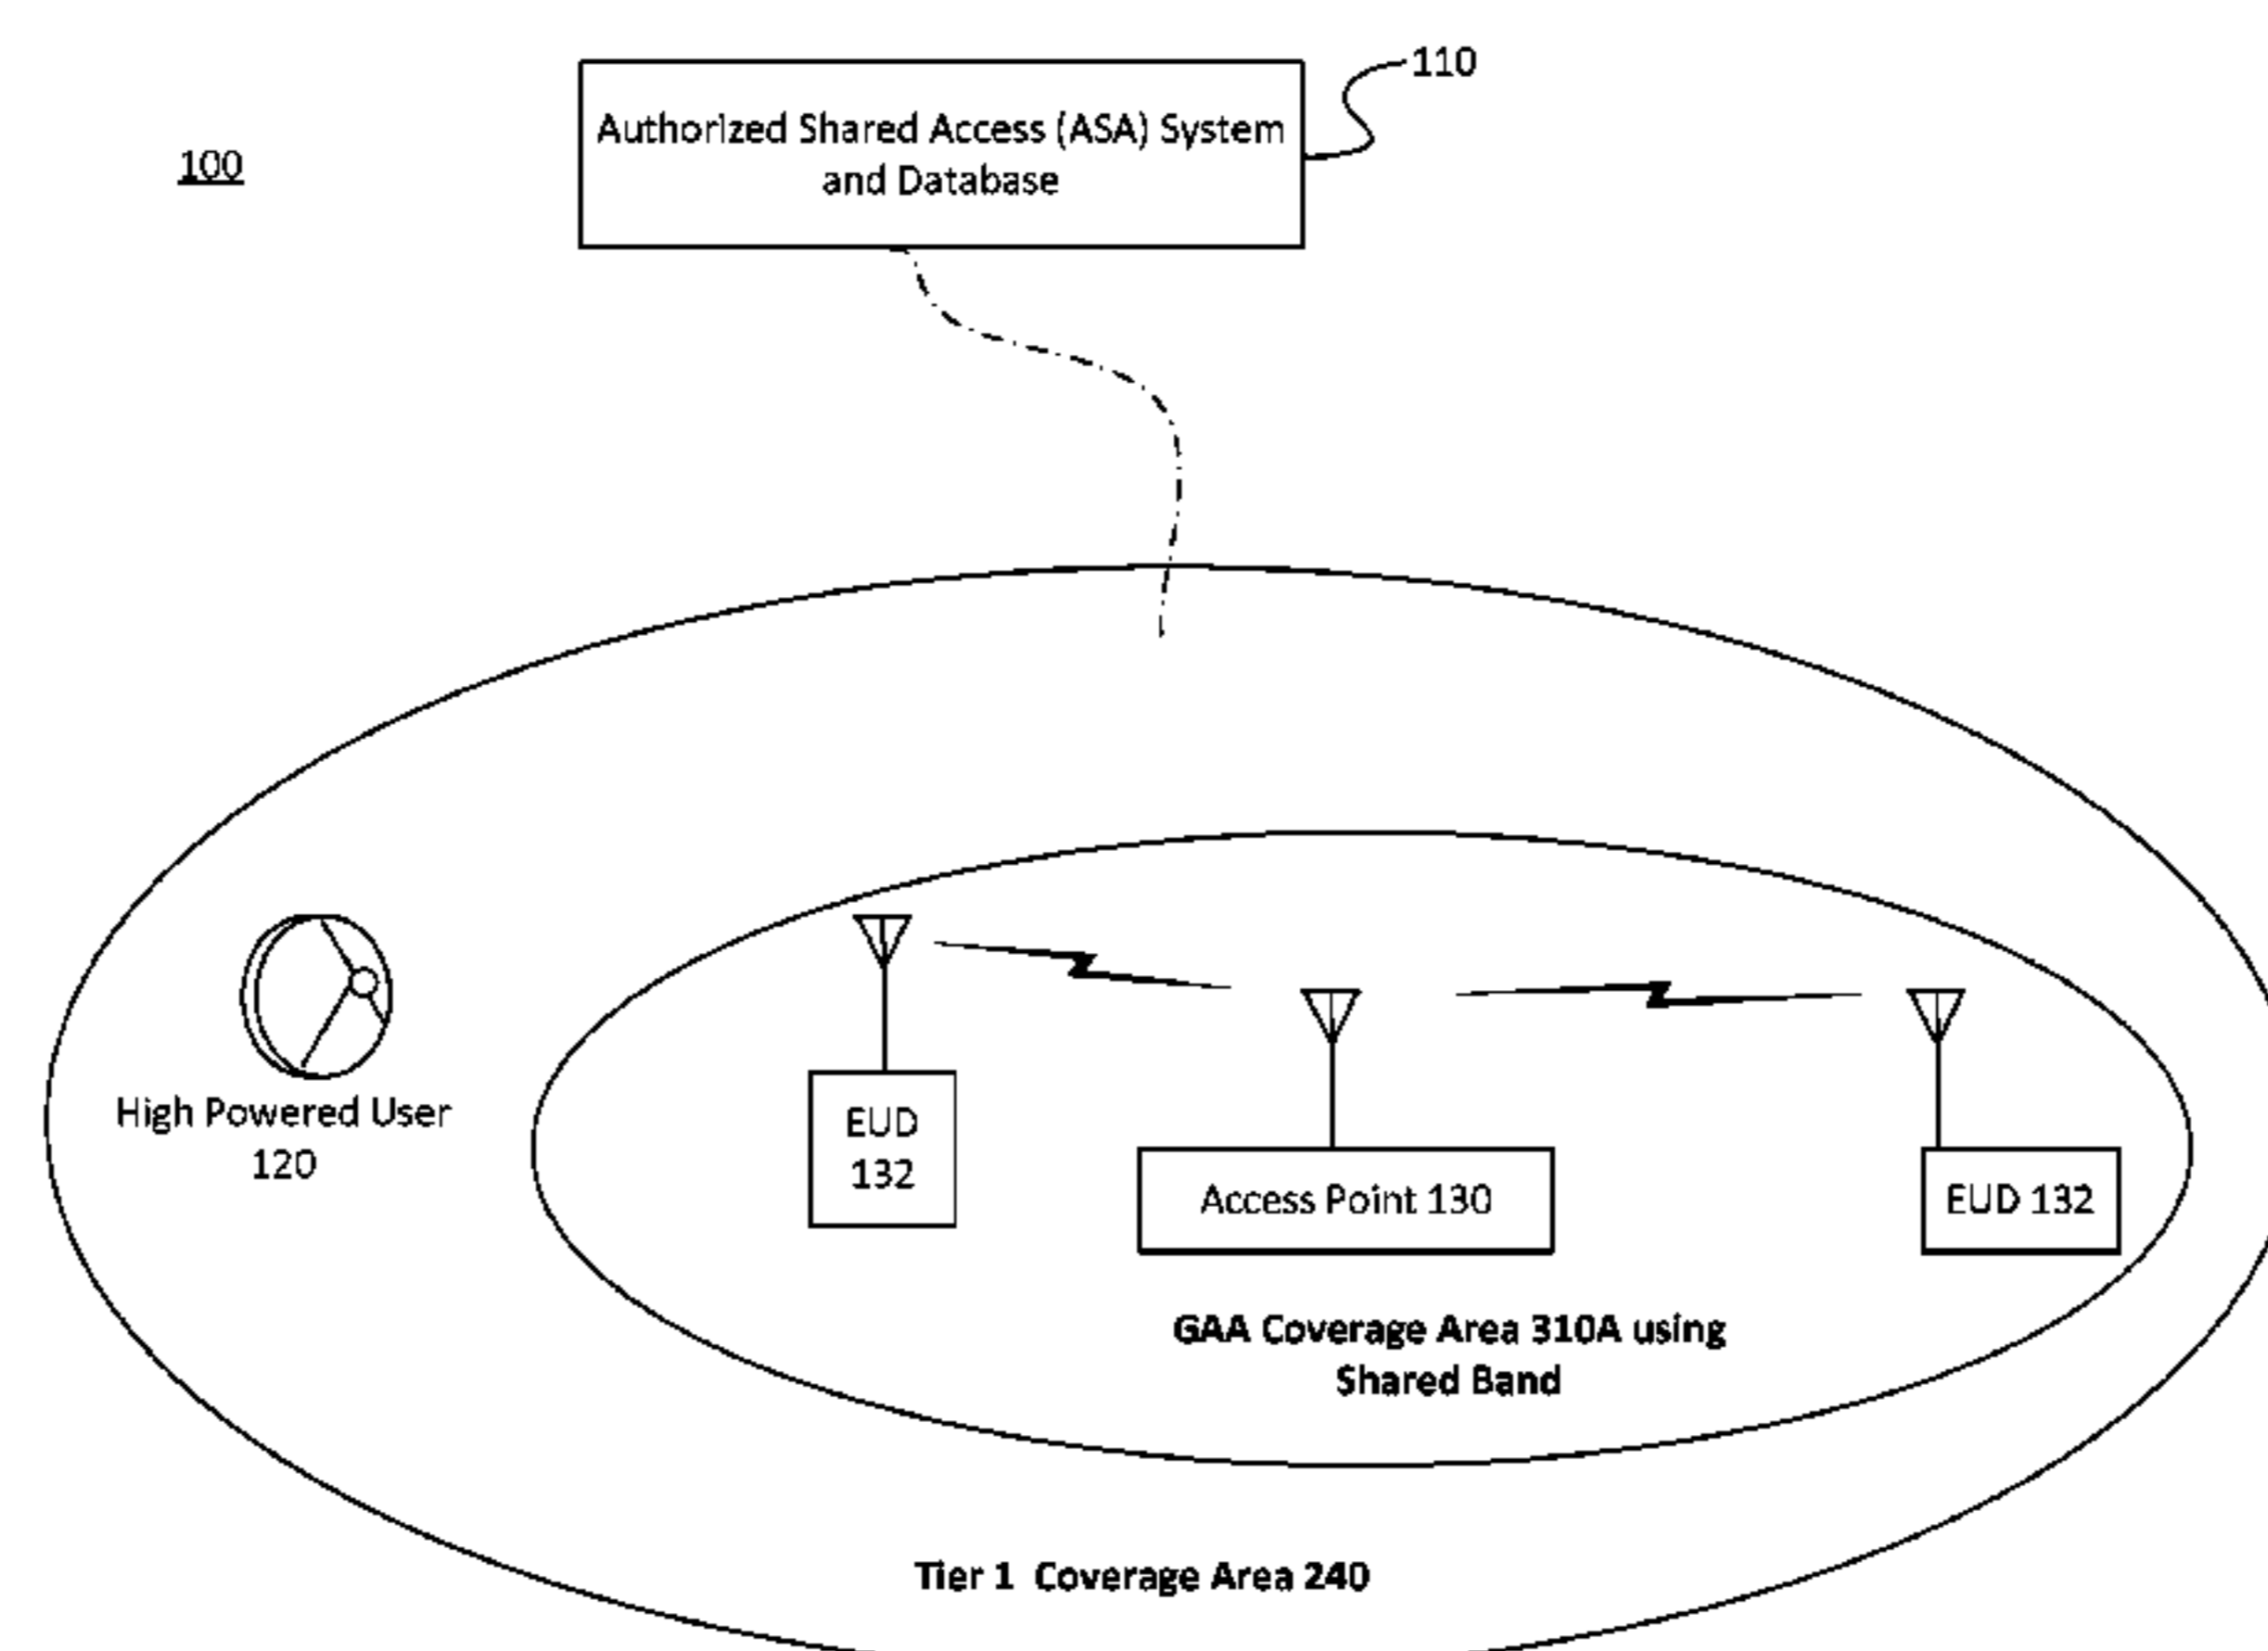 110
Authorized Shared Access (ASA) System
and Database
100
High Powered User
120
EUD
132
Access Point 130
EUD 132
GAA Coverage Area 310A using
Shared Band
Tier 1 Coverage Area 240